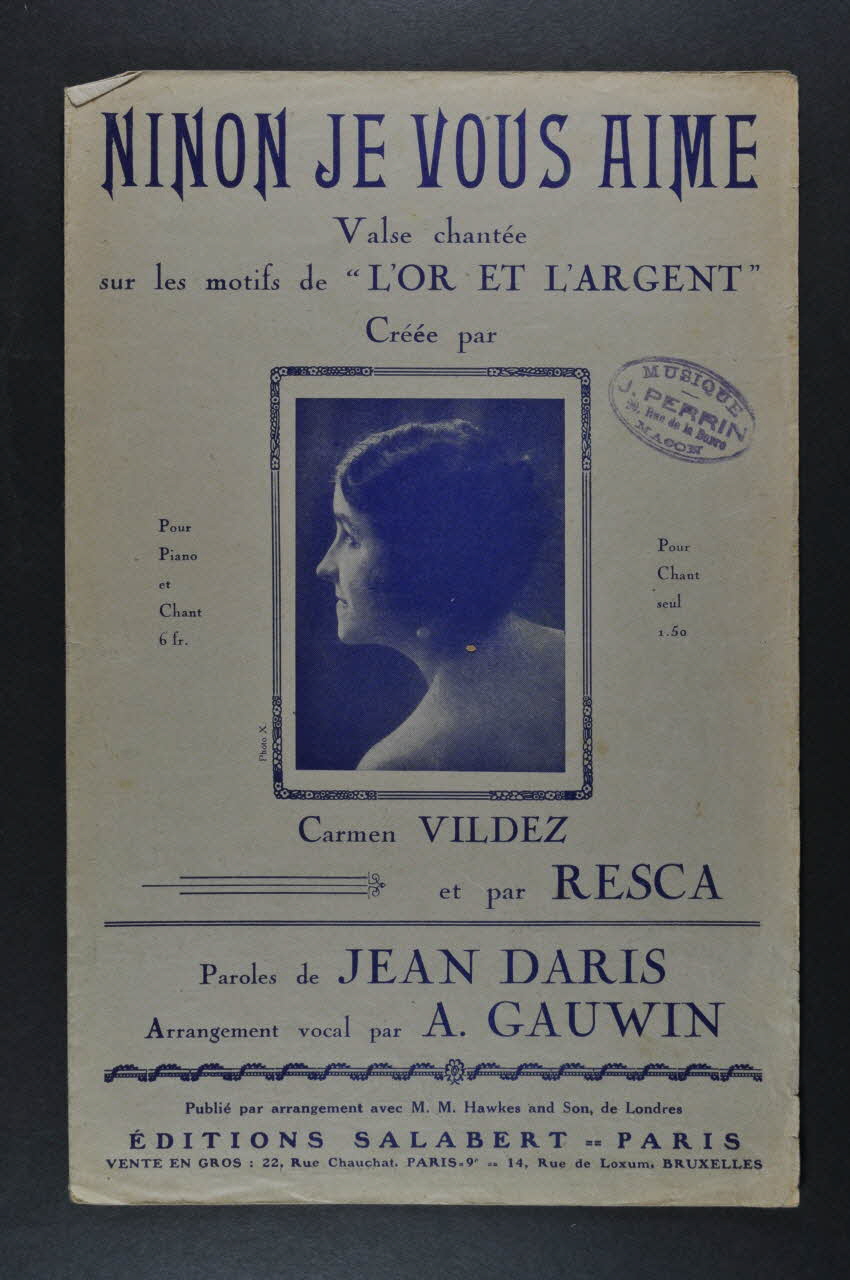 NINON JE VOUS AIME
Valse chantée
sur les motifs de “L'OR ET L'ARGENT”
Créée par
MUSIQUE
J. PERRIN
Rue de la Barre
MACON
Pour
Piano
et
Chant
6 fr.
Pour
Chant
seul
1.50
Photo X.
Carmen VILDEZ
et par RESCA
Paroles de JEAN DARIS
Arrangement vocal par A. GAUWIN
Publié par arrangement avec M. M. Hawkes and Son, de Londres
ÉDITIONS SALABERT == PARIS
VENTE EN GROS : 22, Rue Chauchat. PARIS-9e == 14, Rue de Loxum, BRUXELLES